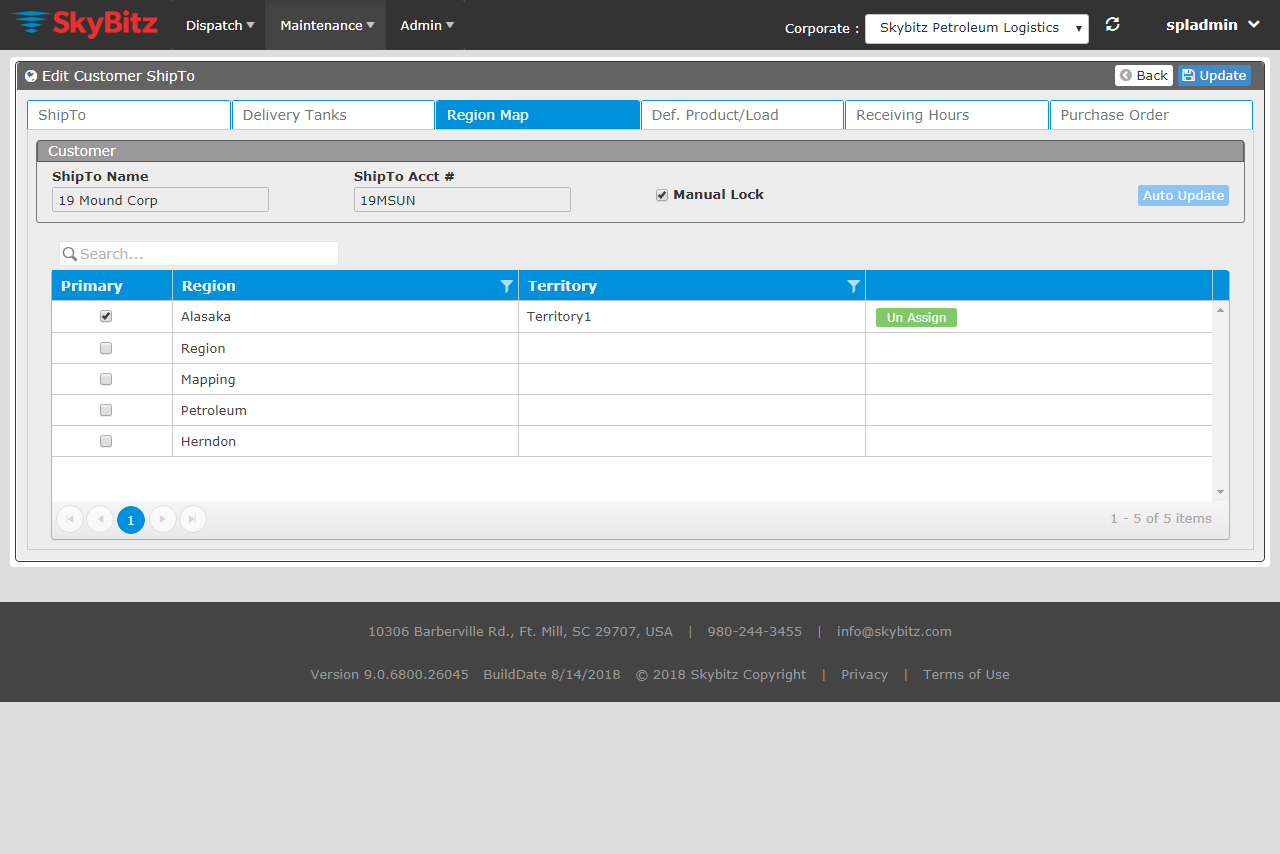 SkyBitz Dispatch Maintenance Admin Corporate : Skybitz Petroleum Logistics spladmin
Edit Customer ShipTo Back Update
ShipTo Delivery Tanks Region Map Def. Product/Load Receiving Hours Purchase Order
Customer
ShipTo Name ShipTo Acct #
19 Mound Corp 19MSUN Manual Lock Auto Update
Search...
Primary Region Territory
Alasaka Territory1 Un Assign
Region
Mapping
Petroleum
Herndon
1 1 - 5 of 5 items
10306 Barberville Rd., Ft. Mill, SC 29707, USA | 980-244-3455 | info@skybitz.com
Version 9.0.6800.26045 BuildDate 8/14/2018 © 2018 Skybitz Copyright | Privacy | Terms of Use